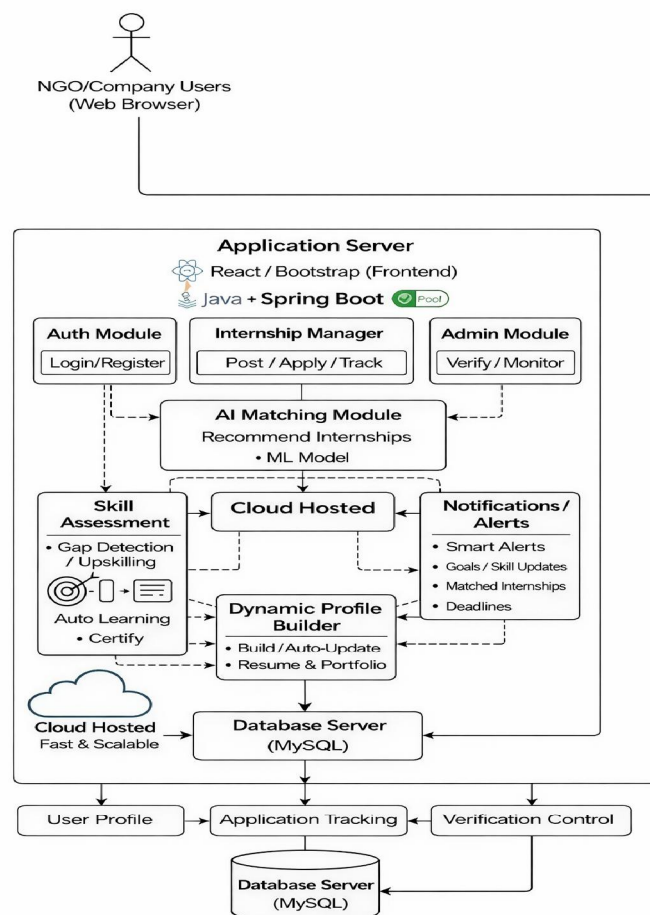 NGO/Company Users
(Web Browser)
Application Server
React / Bootstrap (Frontend)
Java + Spring Boot Pool
Auth Module
Login/Register
Internship Manager
Post / Apply / Track
Admin Module
Verify / Monitor
AI Matching Module
Recommend Internships
• ML Model
Skill
Assessment
• Gap Detection
/ Upskilling
Auto Learning
• Certify
Cloud Hosted
Notifications /
Alerts
• Smart Alerts
• Goals / Skill Updates
• Matched Internships
• Deadlines
Dynamic Profile
Builder
• Build / Auto-Update
• Resume & Portfolio
Cloud Hosted
Fast & Scalable
Database Server
(MySQL)
User Profile
Application Tracking
Verification Control
Database Server
(MySQL)